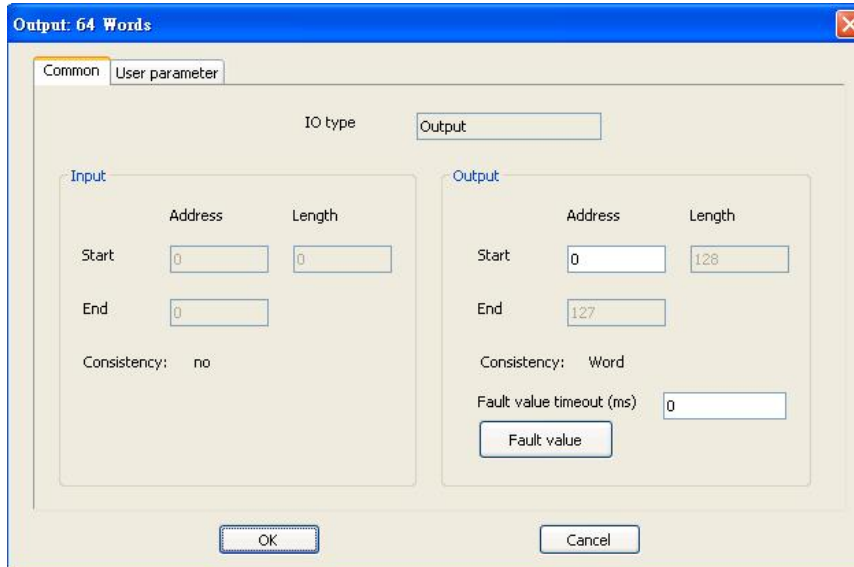 Output: 64 Words
Common User parameter
IO type Output
Input
Address Length
Start 0 0
End 0
Consistency: no
Output
Address Length
Start 0 128
End 127
Consistency: Word
Fault value timeout (ms) 0
Fault value
OK Cancel